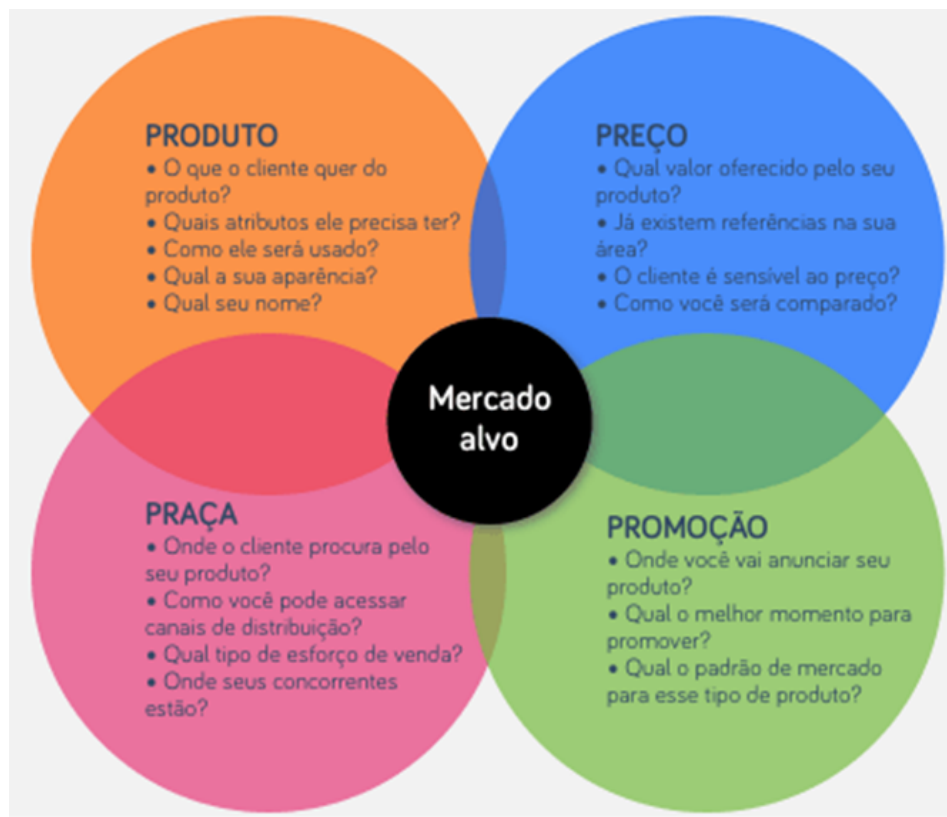 PRODUTO
• O que o cliente quer do
produto?
• Quais atributos ele precisa ter?
• Como ele será usado?
• Qual a sua aparência?
• Qual seu nome?
PREÇO
• Qual valor oferecido pelo seu
produto?
• Já existem referências na sua
área?
• O cliente é sensível ao preço?
• Como você será comparado?
Mercado
alvo
PRAÇA
• Onde o cliente procura pelo
seu produto?
• Como você pode acessar
canais de distribuição?
• Qual tipo de esforço de venda?
• Onde seus concorrentes
estão?
PROMOÇÃO
• Onde você vai anunciar seu
produto?
• Qual o melhor momento para
promover?
• Qual o padrão de mercado
para esse tipo de produto?